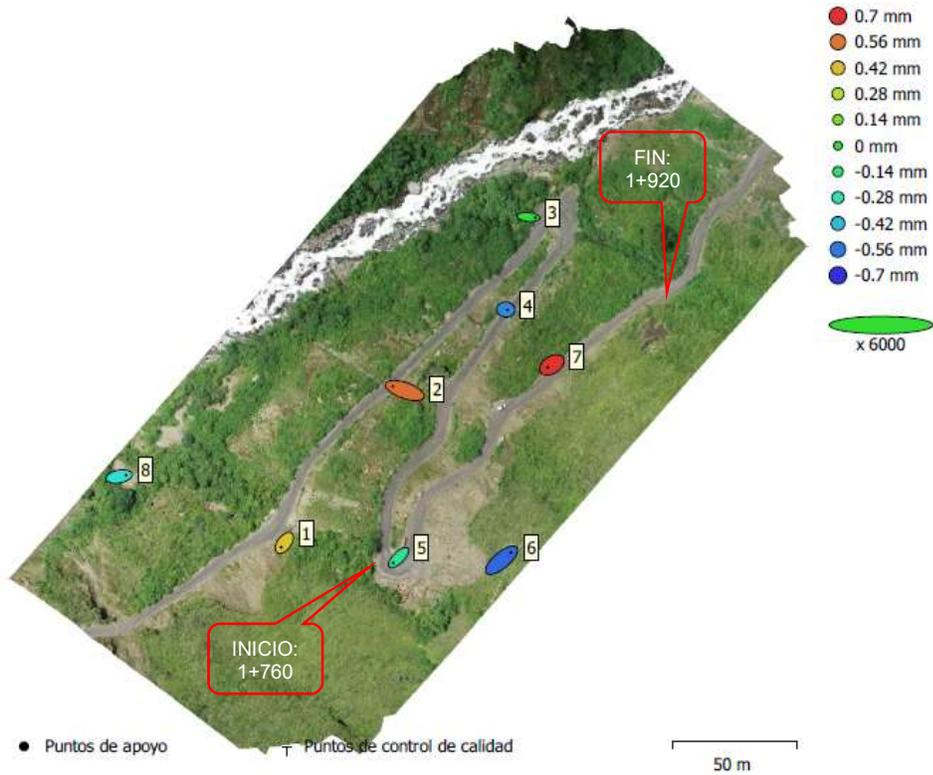 0.7 mm
0.56 mm
0.42 mm
0.28 mm
0.14 mm
0 mm
-0.14 mm
-0.28 mm
-0.42 mm
-0.56 mm
-0.7 mm
x 6000
FIN:
1+920
3
4
7
2
8
1
5
6
INICIO:
1+760
Puntos de apoyo
Puntos de control de calidad
50 m